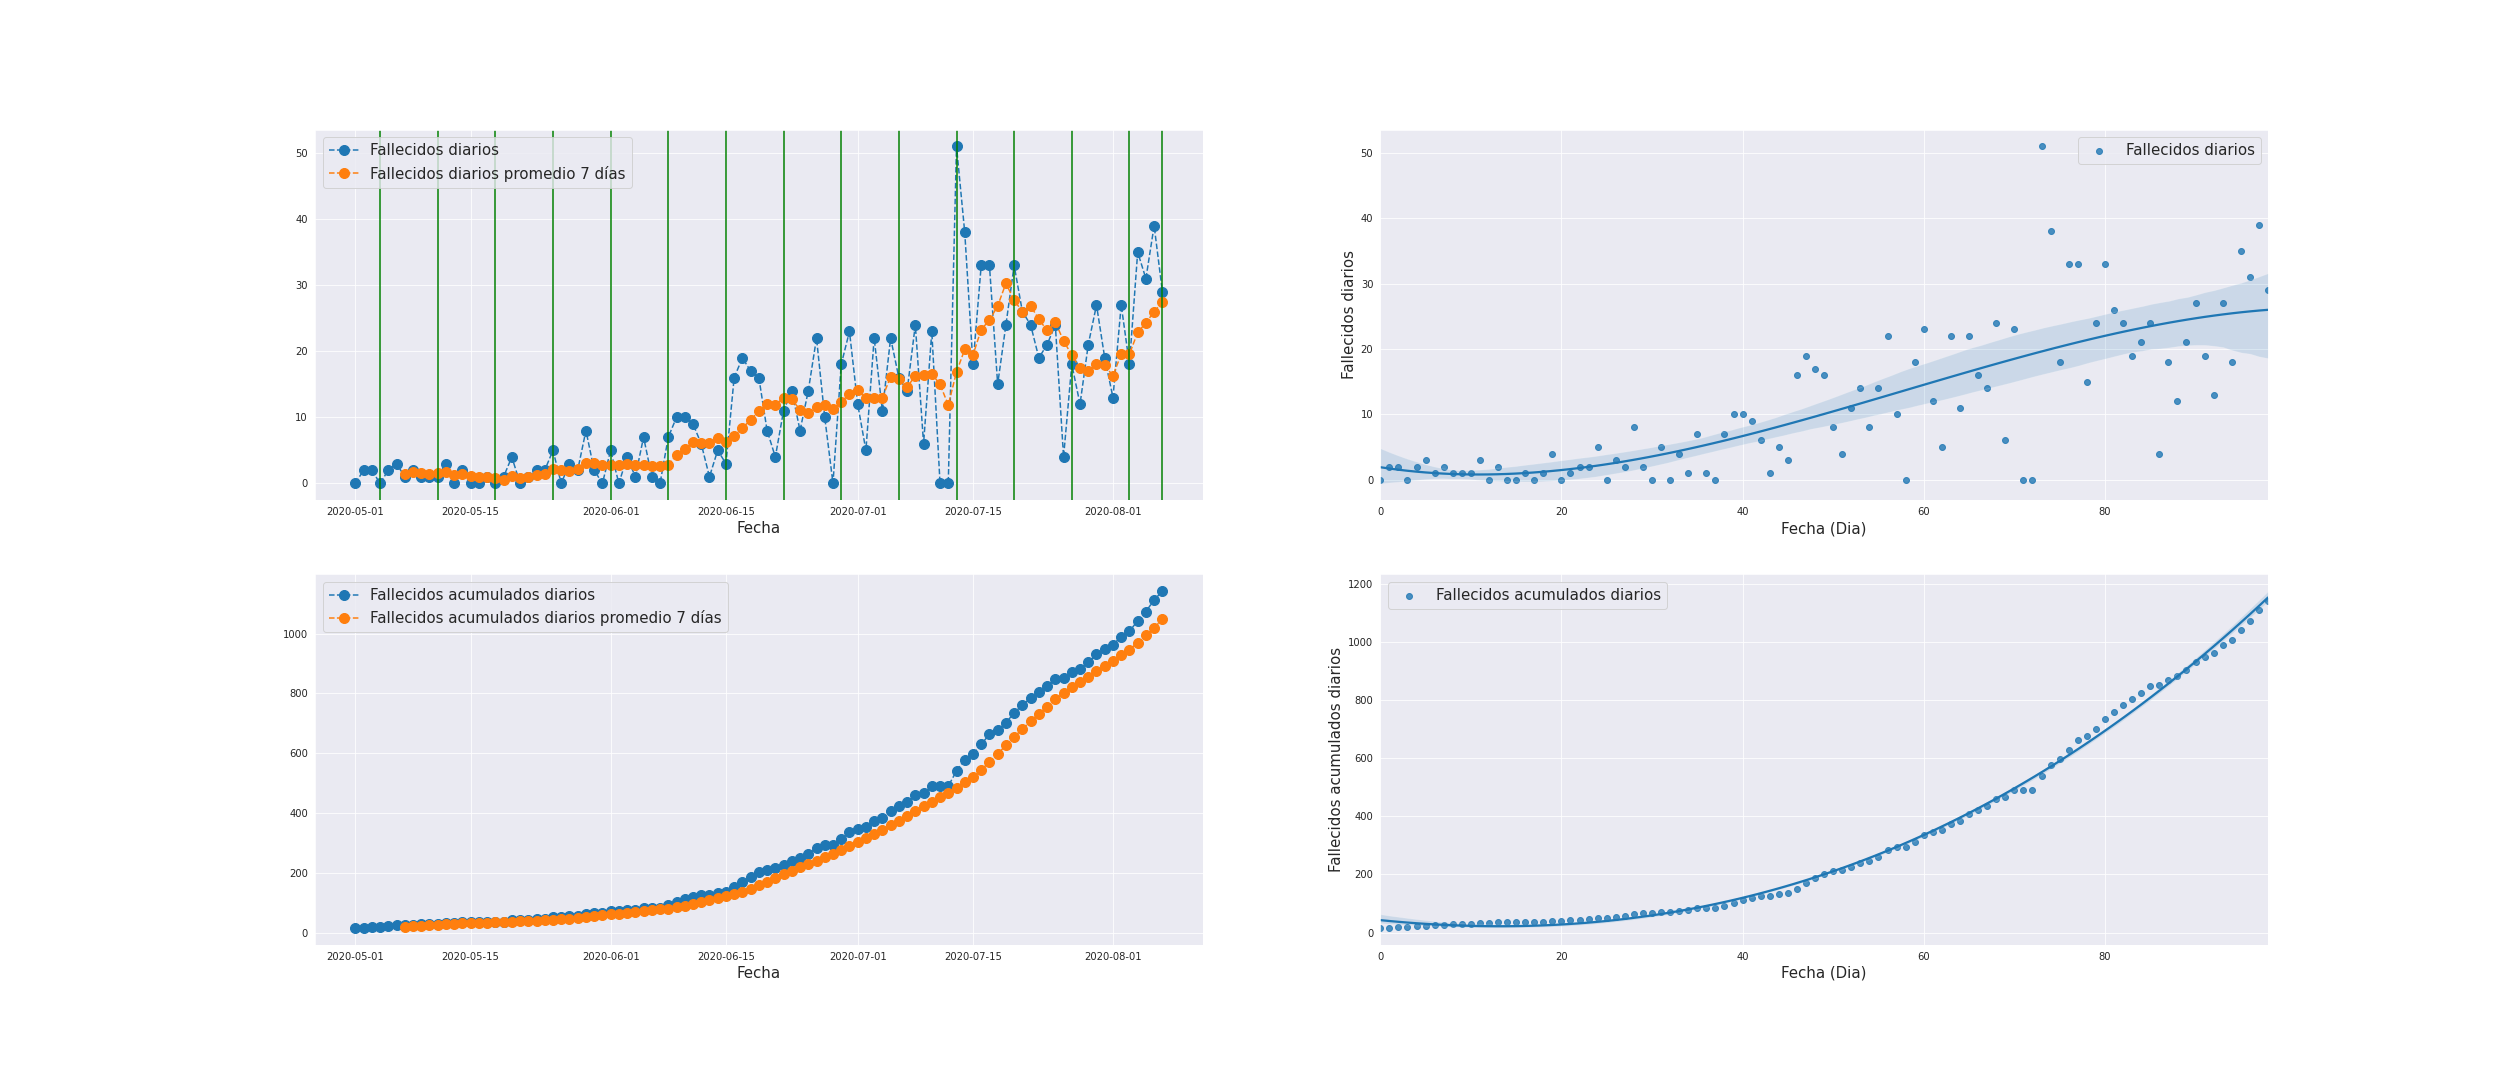 Fallecidos diarios
Fallecidos diarios promedio 7 días
50
40
30
20
10
0
2020-05-01 2020-05-15 2020-06-01 2020-06-15 2020-07-01 2020-07-15 2020-08-01
Fecha
Fallecidos diarios
Fallecidos diarios
50
40
30
20
10
0
0 20 40 60 80
Fecha (Dia)
Fallecidos acumulados diarios
Fallecidos acumulados diarios promedio 7 días
1000
800
600
400
200
0
2020-05-01 2020-05-15 2020-06-01 2020-06-15 2020-07-01 2020-07-15 2020-08-01
Fecha
Fallecidos acumulados diarios
Fallecidos acumulados diarios
1200
1000
800
600
400
200
0
0 20 40 60 80
Fecha (Dia)